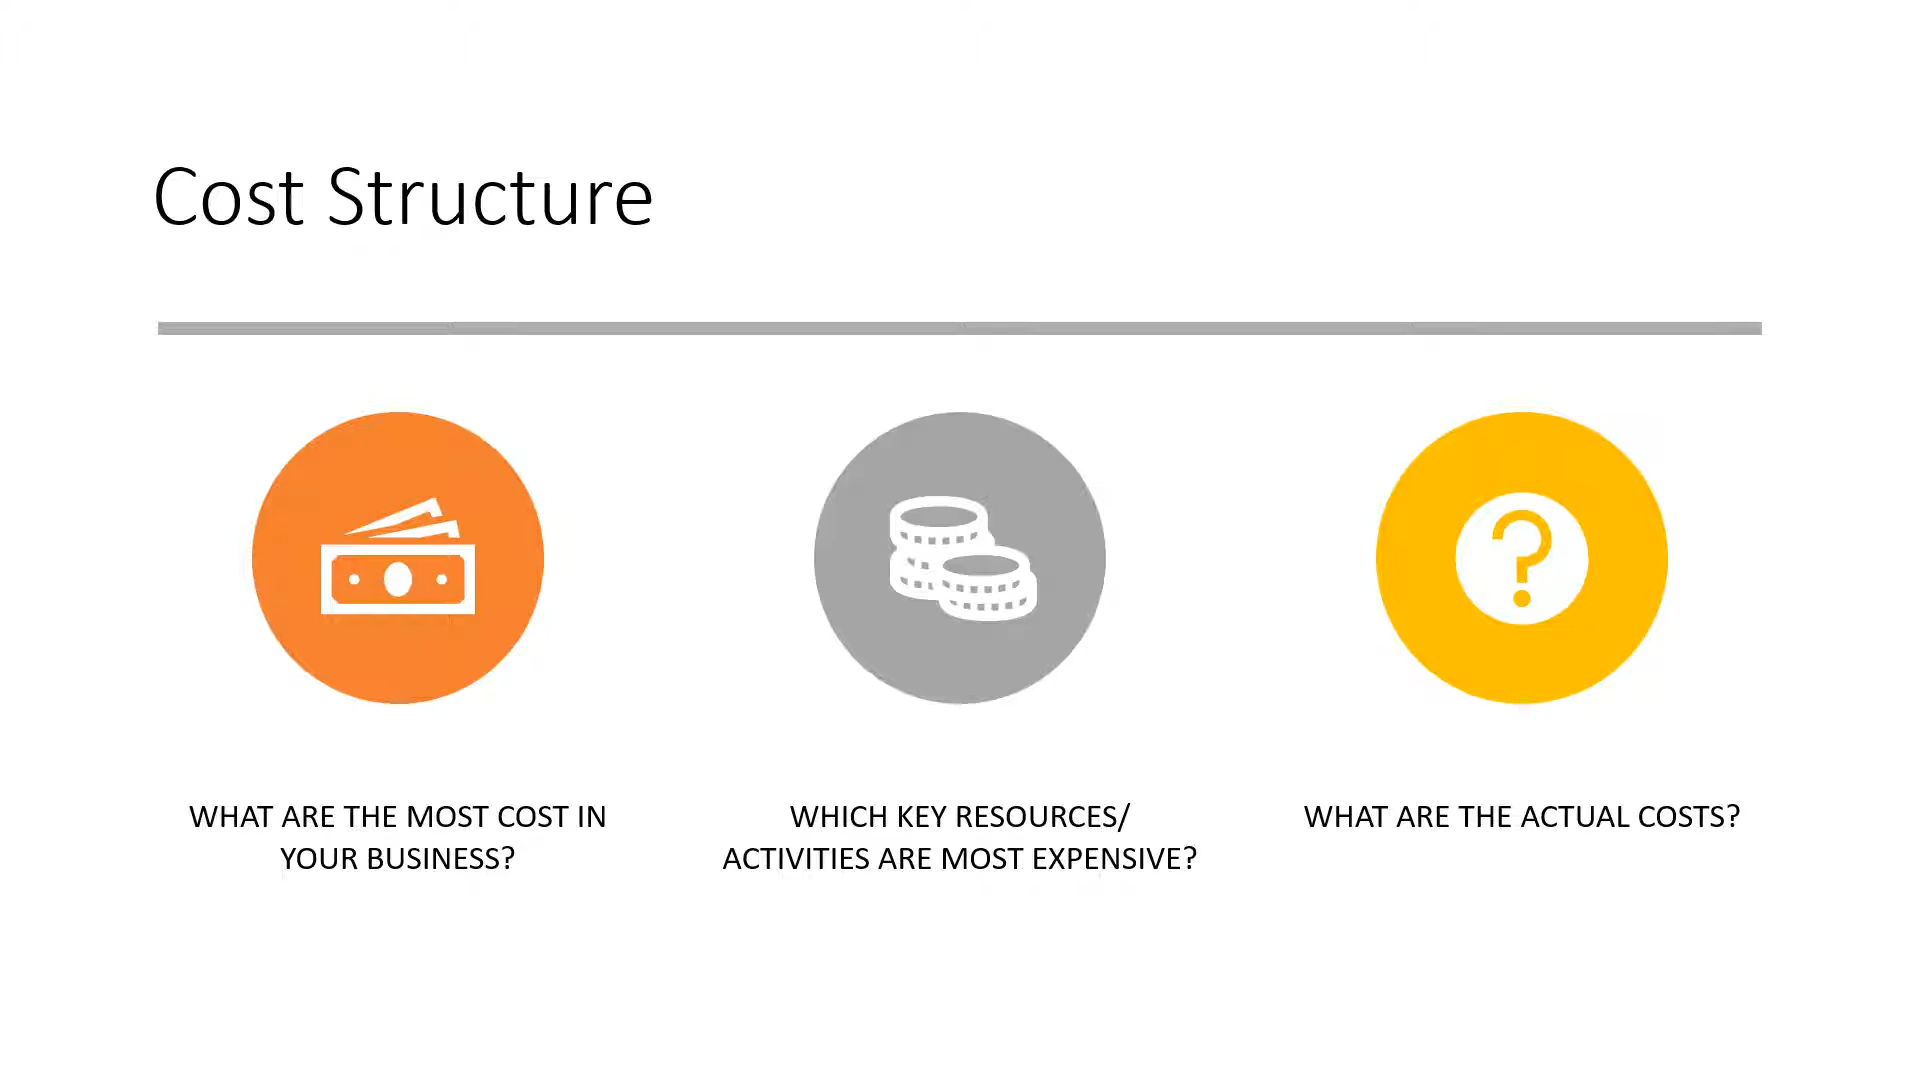 Cost Structure
WHAT ARE THE MOST COST IN
YOUR BUSINESS?
WHICH KEY RESOURCES/
ACTIVITIES ARE MOST EXPENSIVE?
WHAT ARE THE ACTUAL COSTS?